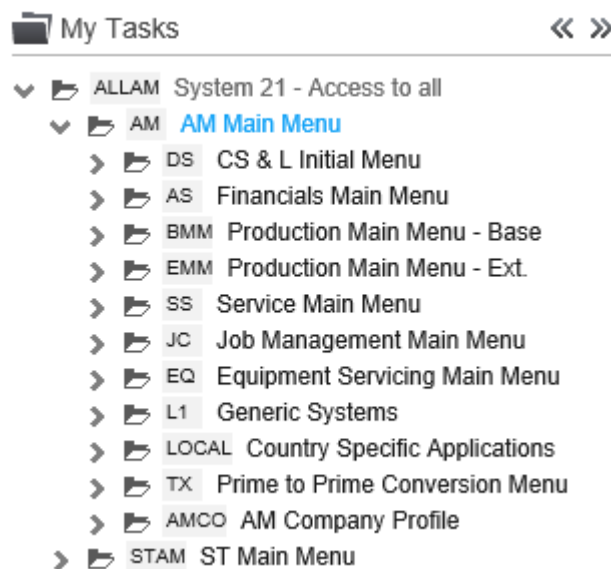 My Tasks
ALLAM System 21 - Access to all
AM AM Main Menu
DS CS & L Initial Menu
AS Financials Main Menu
BMM Production Main Menu - Base
EMM Production Main Menu - Ext.
SS Service Main Menu
JC Job Management Main Menu
EQ Equipment Servicing Main Menu
L1 Generic Systems
LOCAL Country Specific Applications
TX Prime to Prime Conversion Menu
AMCO AM Company Profile
STAM ST Main Menu